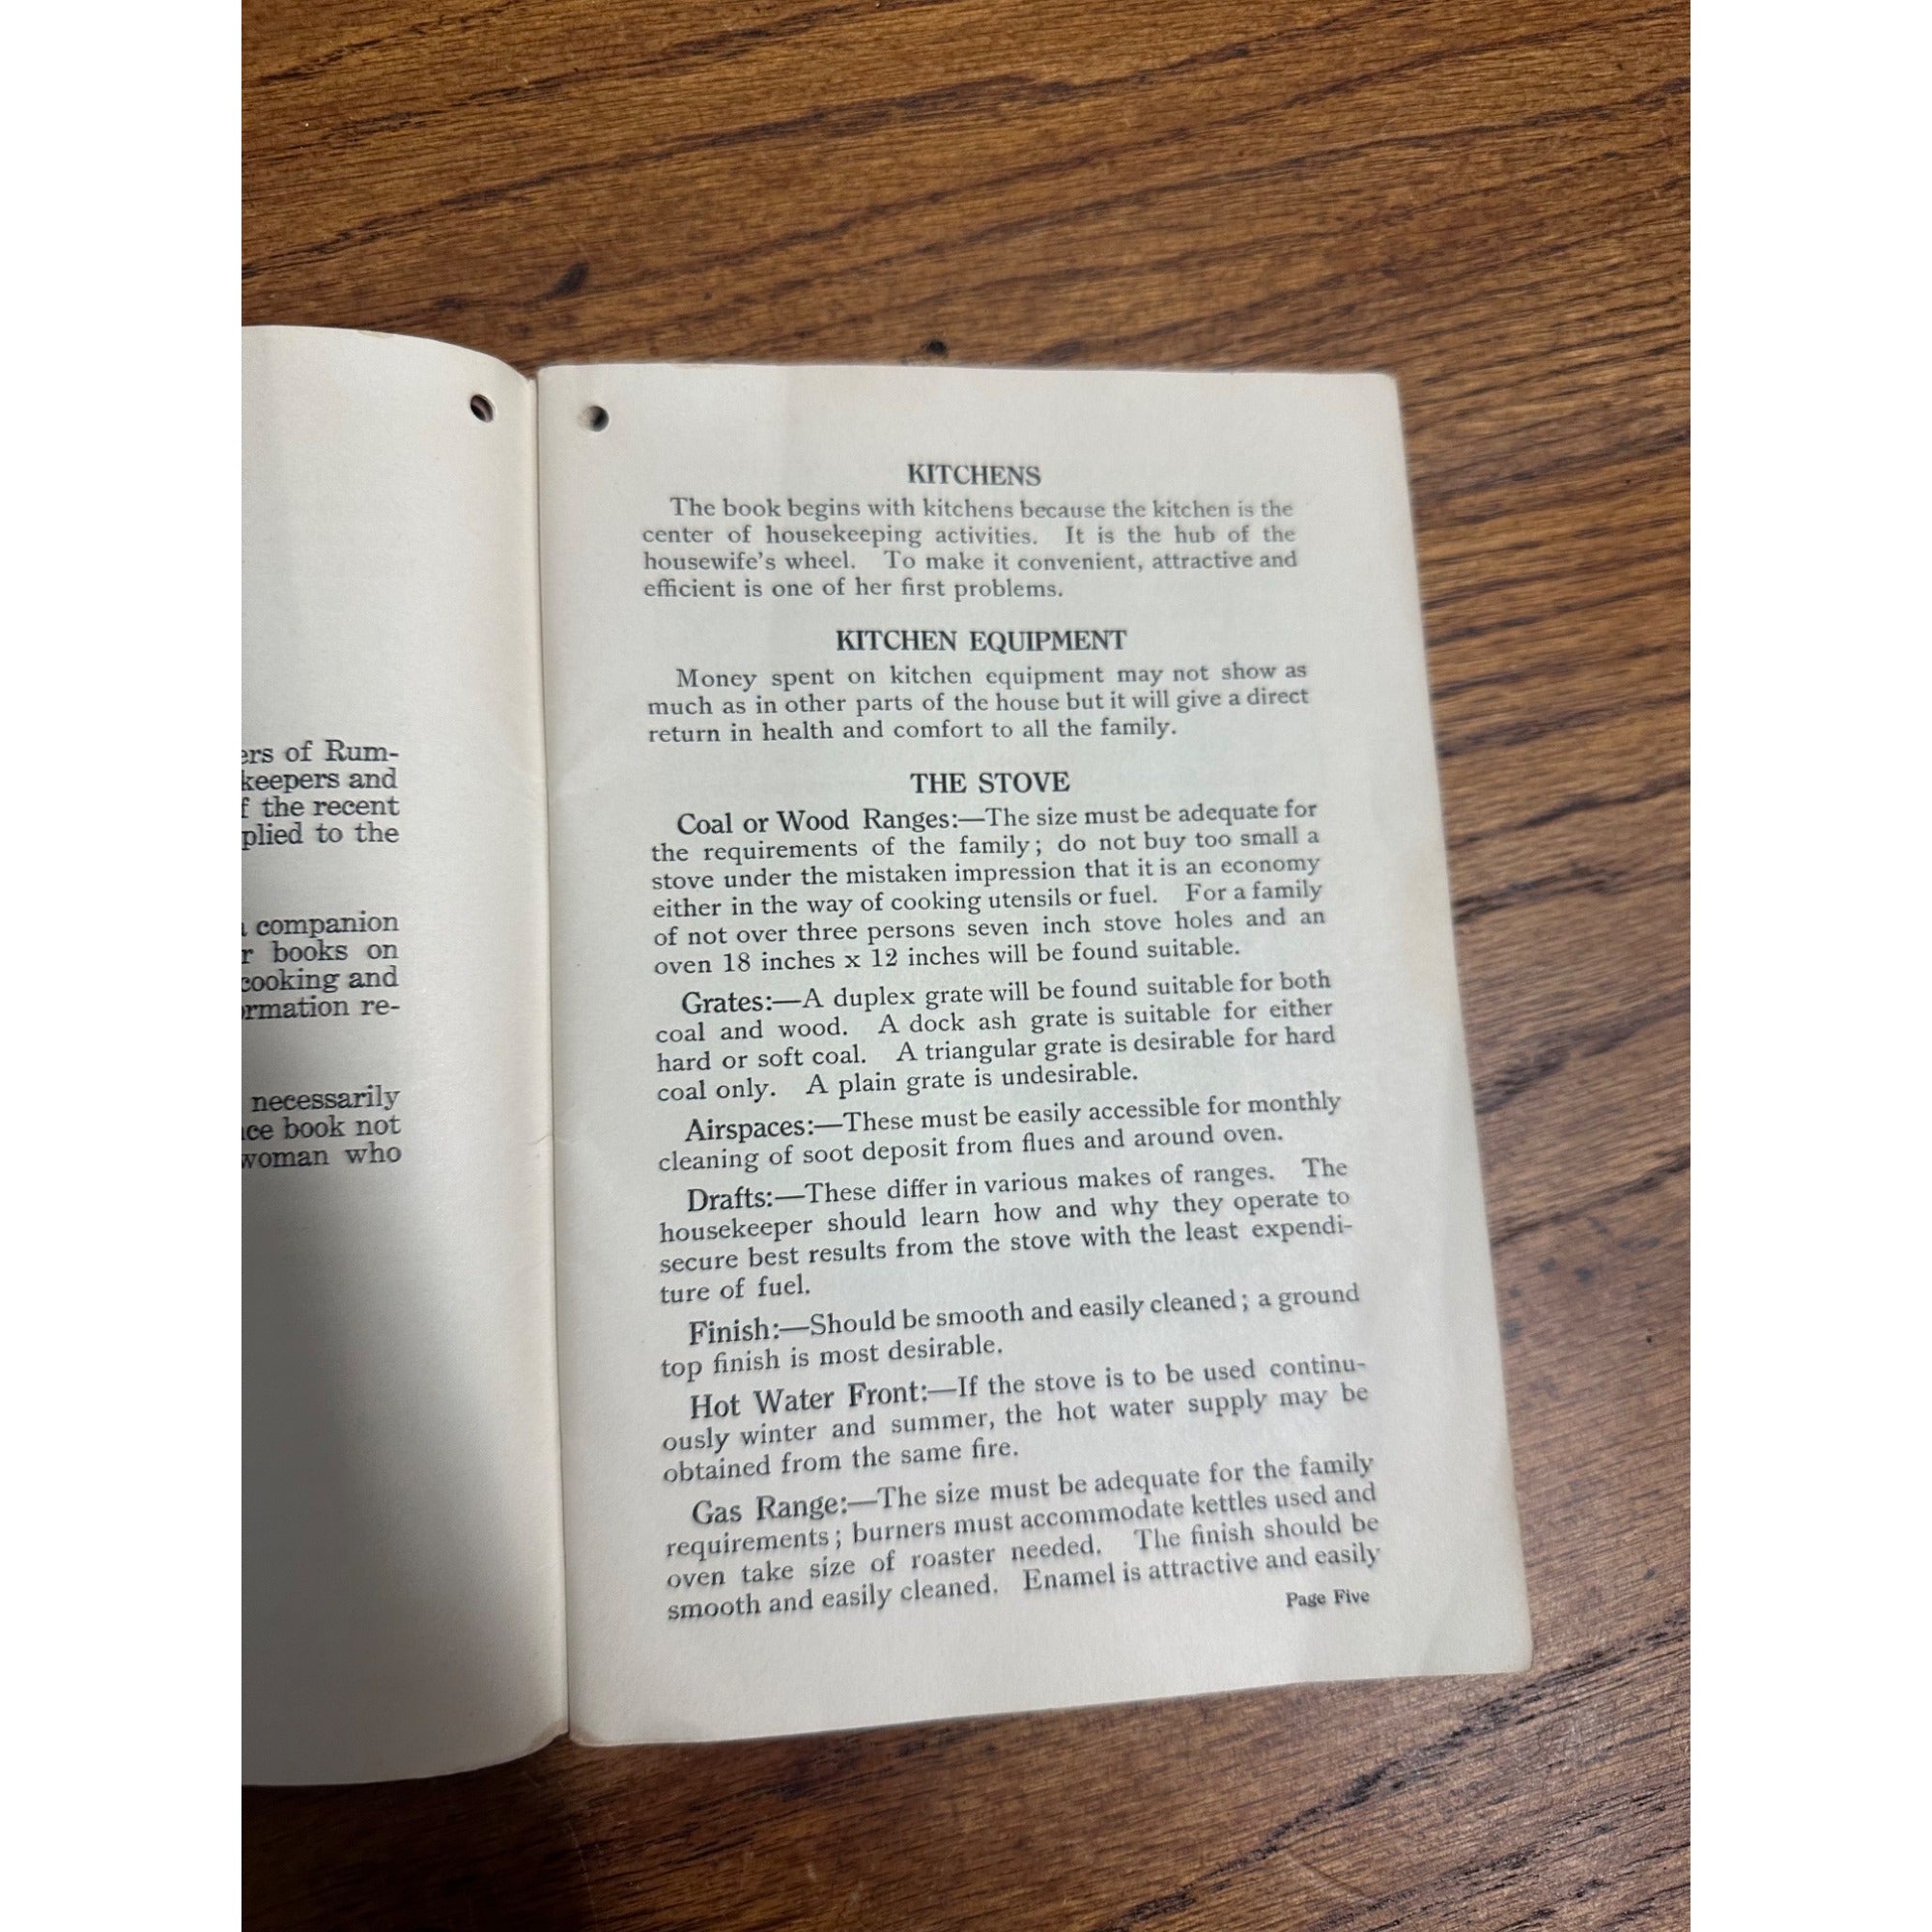 ers of Rum-
keepers and
f the recent
plied to the
companion
r books on
cooking and
ormation re-
necessarily
ce book not
woman who
KITCHENS
The book begins with kitchens because the kitchen is the
center of housekeeping activities. It is the hub of the
housewife's wheel. To make it convenient, attractive and
efficient is one of her first problems.
KITCHEN EQUIPMENT
Money spent on kitchen equipment may not show as
much as in other parts of the house but it will give a direct
return in health and comfort to all the family.
THE STOVE
Coal or Wood Ranges:—The size must be adequate for
the requirements of the family; do not buy too small a
stove under the mistaken impression that it is an economy
either in the way of cooking utensils or fuel. For a family
of not over three persons seven inch stove holes and an
oven 18 inches x 12 inches will be found suitable.
Grates:—A duplex grate will be found suitable for both
coal and wood. A dock ash grate is suitable for either
hard or soft coal. A triangular grate is desirable for hard
coal only. A plain grate is undesirable.
Airspaces:—These must be easily accessible for monthly
cleaning of soot deposit from flues and around oven.
Drafts:—These differ in various makes of ranges. The
housekeeper should learn how and why they operate to
secure best results from the stove with the least expendi-
ture of fuel.
Finish:—Should be smooth and easily cleaned; a ground
top finish is most desirable.
Hot Water Front:—If the stove is to be used continu-
ously winter and summer, the hot water supply may be
obtained from the same fire.
Gas Range:—The size must be adequate for the family
requirements; burners must accommodate kettles used and
oven take size of roaster needed. The finish should be
smooth and easily cleaned. Enamel is attractive and easily
Page Five